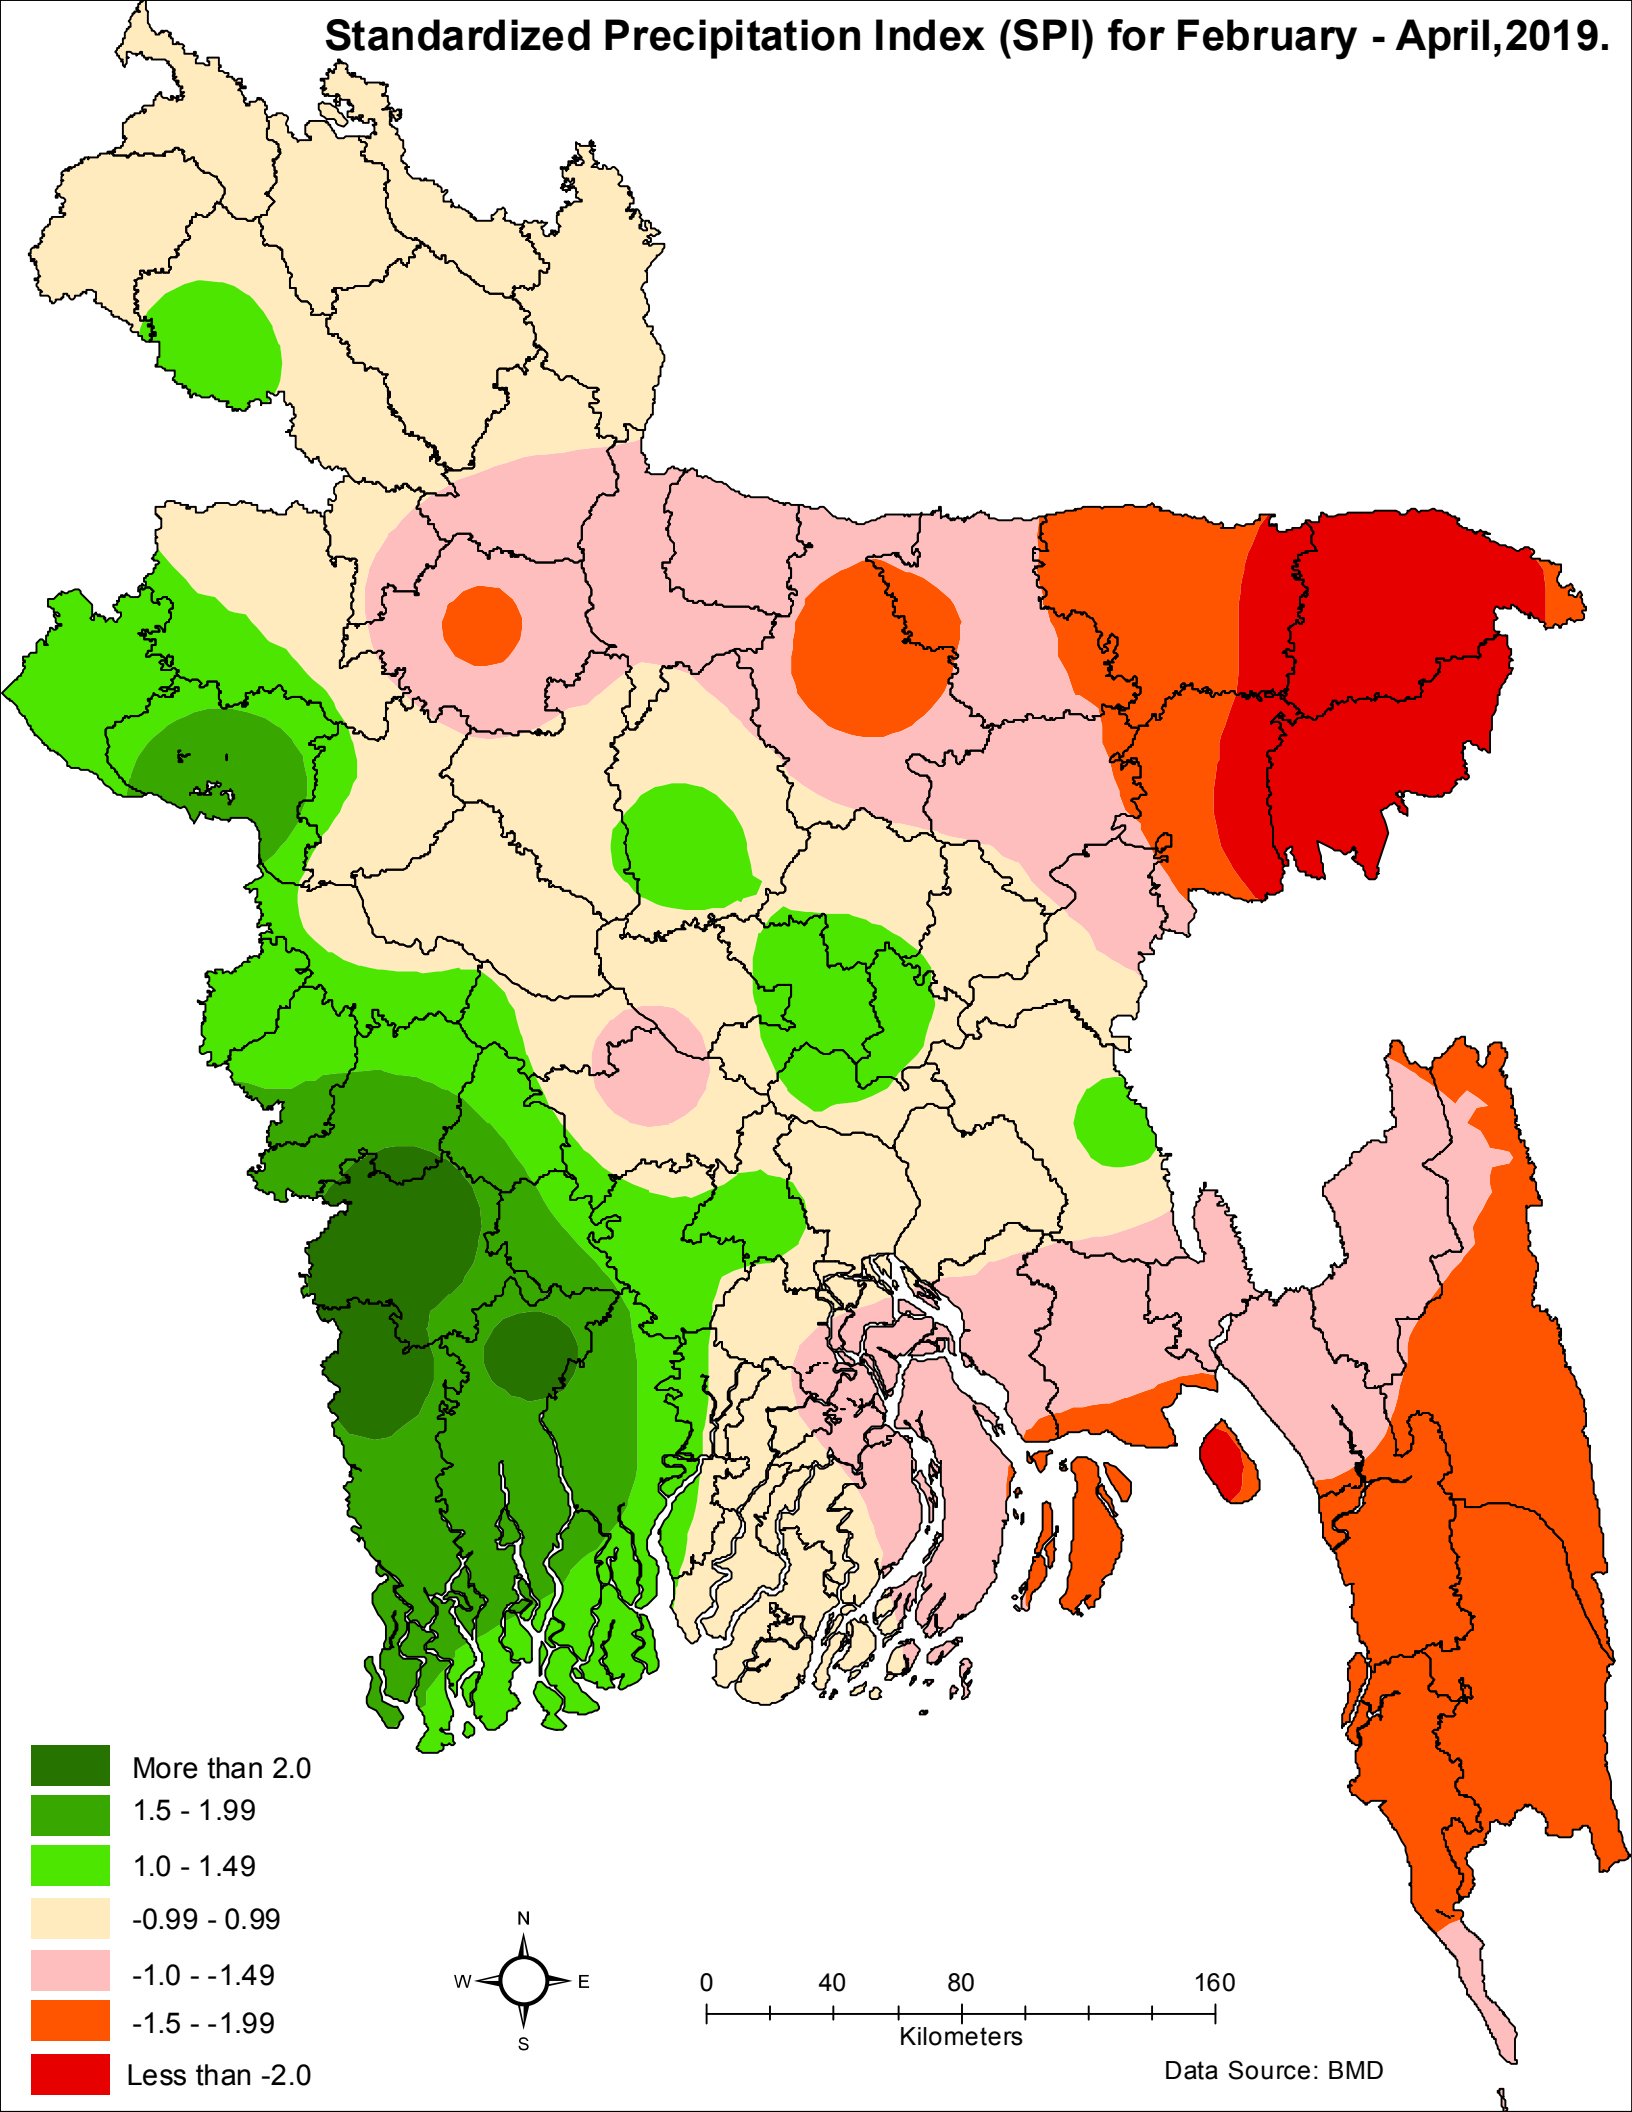 Standardized Precipitation Index (SPI) for February - April,2019.
More than 2.0
1.5 - 1.99
1.0 - 1.49
-0.99 - 0.99
-1.0 - -1.49
-1.5 - -1.99
Less than -2.0
N
W E
S
0 40 80 160
Kilometers
Data Source: BMD